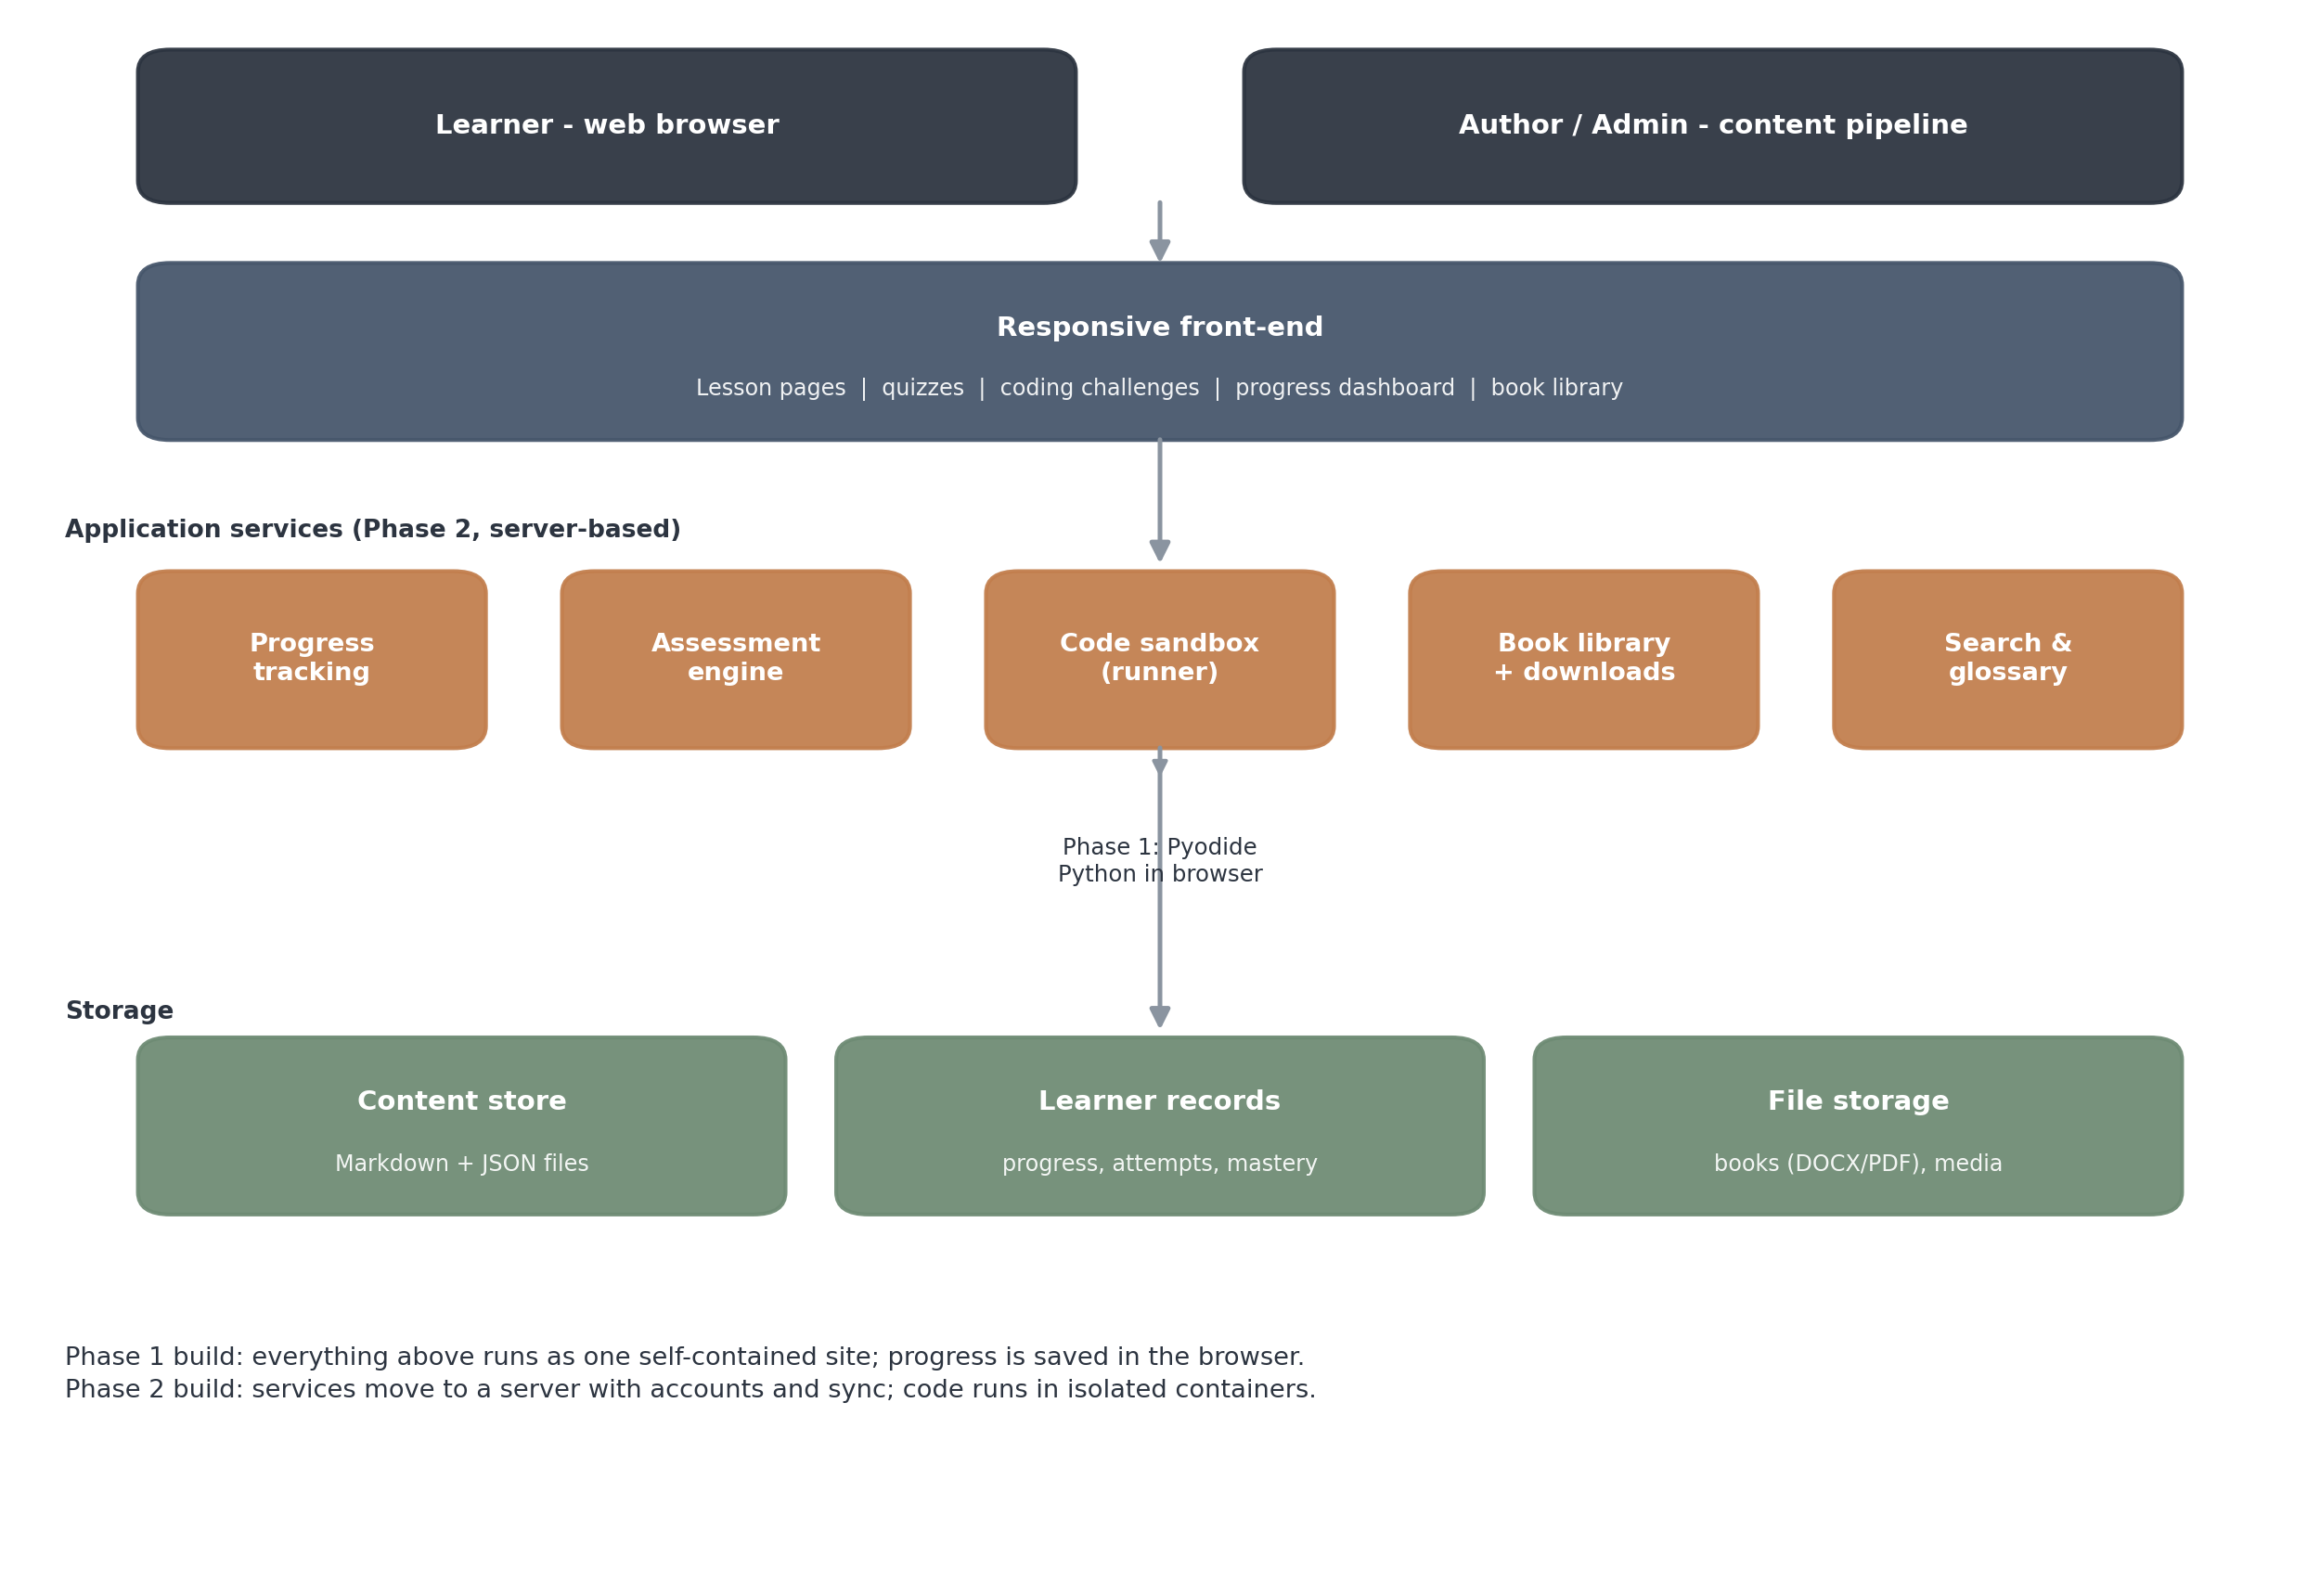 Learner - web browser
Author / Admin - content pipeline
Responsive front-end
Lesson pages | quizzes | coding challenges | progress dashboard | book library
Application services (Phase 2, server-based)
Progress
tracking
Assessment
engine
Code sandbox
(runner)
Book library
+ downloads
Search &
glossary
Phase 1: Pyodide
Python in browser
Storage
Content store
Markdown + JSON files
Learner records
progress, attempts, mastery
File storage
books (DOCX/PDF), media
Phase 1 build: everything above runs as one self-contained site; progress is saved in the browser.
Phase 2 build: services move to a server with accounts and sync; code runs in isolated containers.